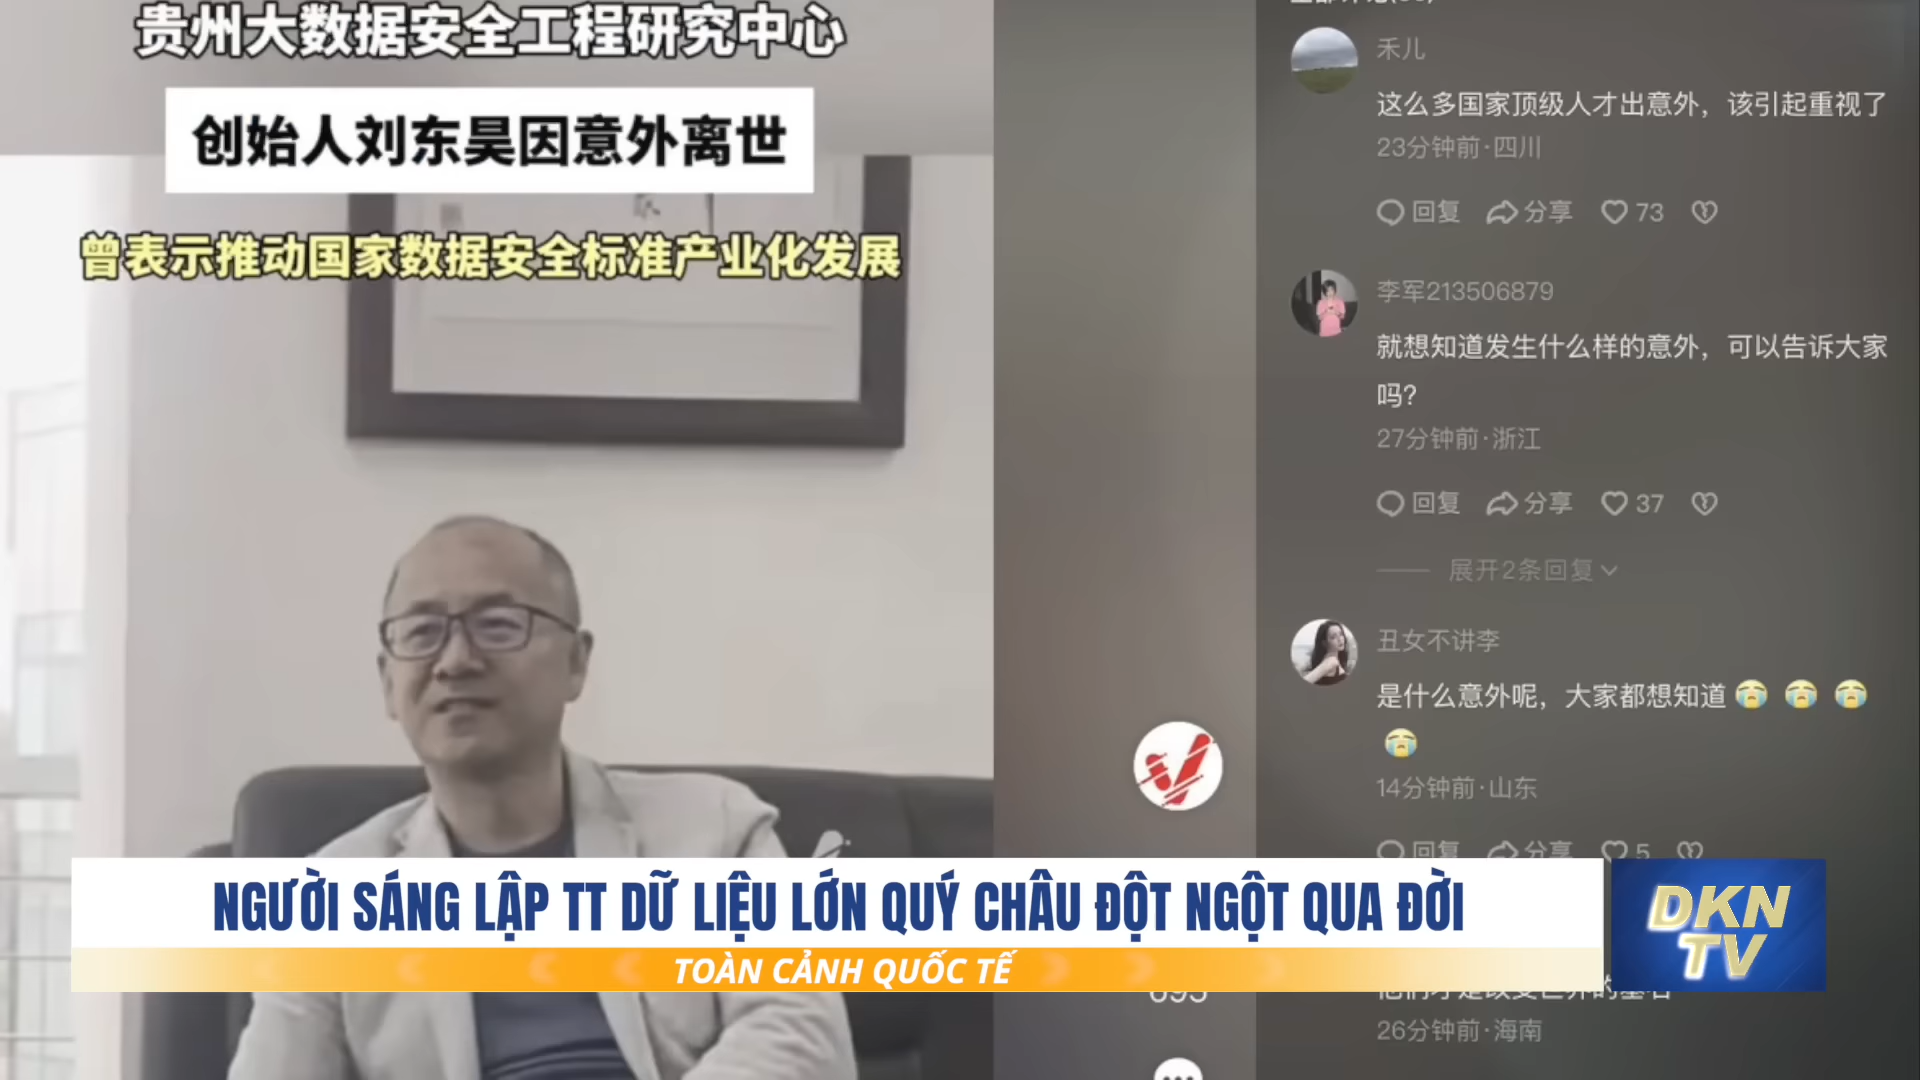 贵州大数据安全工程研究中心
创始人刘东昊因意外离世
曾表示推动国家数据安全标准产业化发展
禾儿
这么多国家顶级人才出意外，该引起重视了
23分钟前·四川
回复 分享 73
李军213506879
就想知道发生什么样的意外，可以告诉大家
吗？
27分钟前·浙江
回复 分享 37
展开2条回复
丑女不讲李
是什么意外呢，大家都想知道😭 😭 😭
😭
14分钟前·山东
回复 分享 5
NGƯỜI SÁNG LẬP TT DỮ LIỆU LỚN QUÝ CHÂU ĐỘT NGỘT QUA ĐỜI
TOÀN CẢNH QUỐC TẾ
DKN
TV
26分钟前·海南